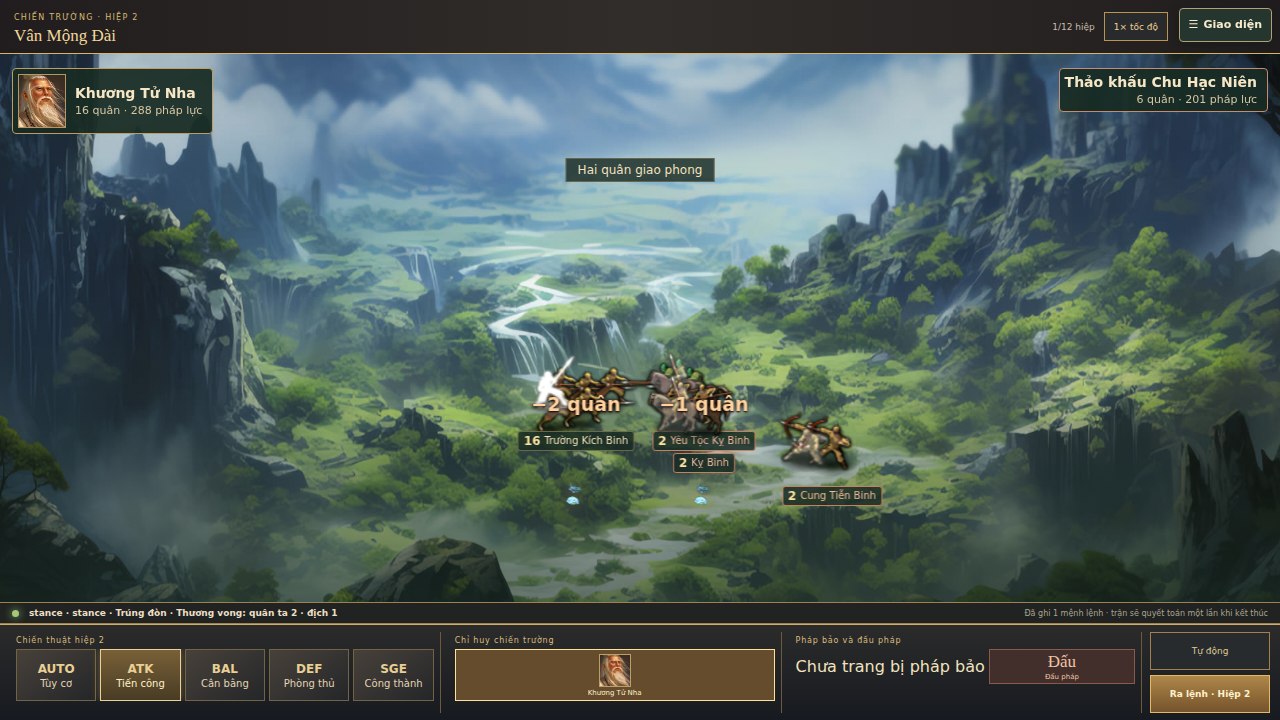 CHIẾN TRƯỜNG · HIỆP 2
Vân Mộng Đài
1/12 hiệp
1× tốc độ
☰ Giao diện
Khương Tử Nha
16 quân · 288 pháp lực
Thảo khấu Chu Hạc Niên
6 quân · 201 pháp lực
Hai quân giao phong
−2 quân
−1 quân
16 Trường Kích Binh
2 Yêu Tộc Kỵ Binh
2 Kỵ Binh
2 Cung Tiễn Binh
stance · stance · Trúng đòn · Thương vong: quân ta 2 · địch 1
Đã ghi 1 mệnh lệnh · trận sẽ quyết toán một lần khi kết thúc
Chiến thuật hiệp 2
AUTO
Tùy cơ
ATK
Tiến công
BAL
Cân bằng
DEF
Phòng thủ
SGE
Công thành
Chỉ huy chiến trường
Khương Tử Nha
Pháp bảo và đấu pháp
Chưa trang bị pháp bảo
Đấu
Đấu pháp
Tự động
Ra lệnh · Hiệp 2